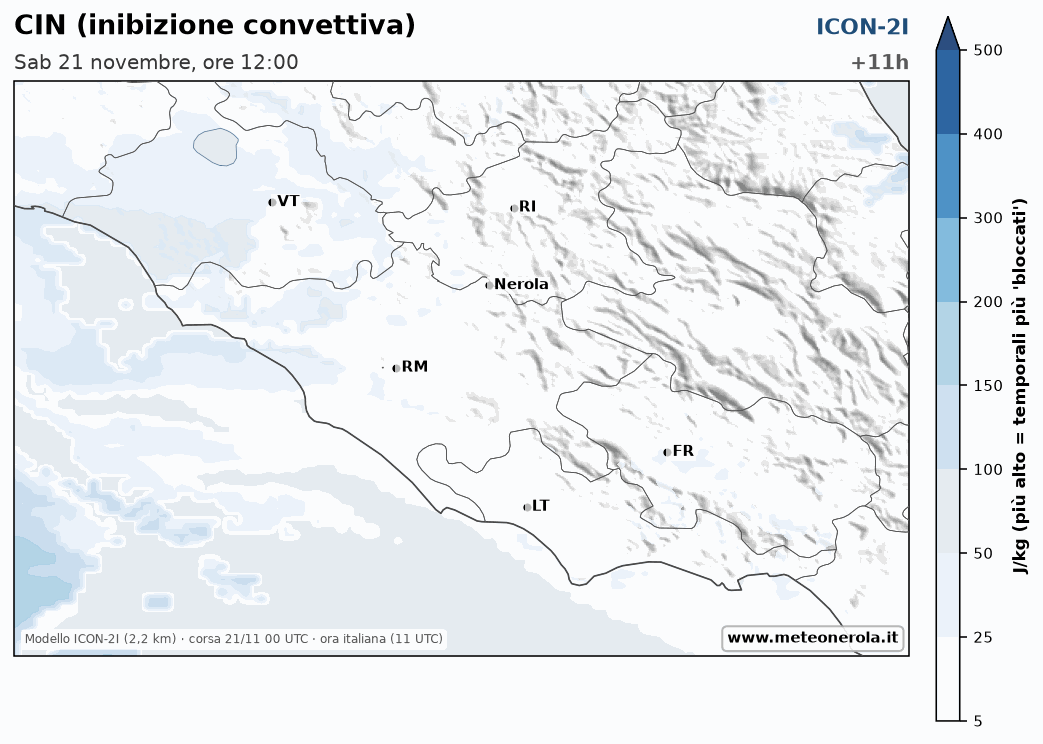 CIN (inibizione convettiva)
ICON-2I
Sab 21 novembre, ore 12:00
+11h
VT
RI
Nerola
RM
FR
LT
Modello ICON-2I (2,2 km) · corsa 21/11 00 UTC · ora italiana (11 UTC)
www.meteonerola.it
500
400
300
200
150
100
50
25
5
J/kg (più alto = temporali più 'bloccati')